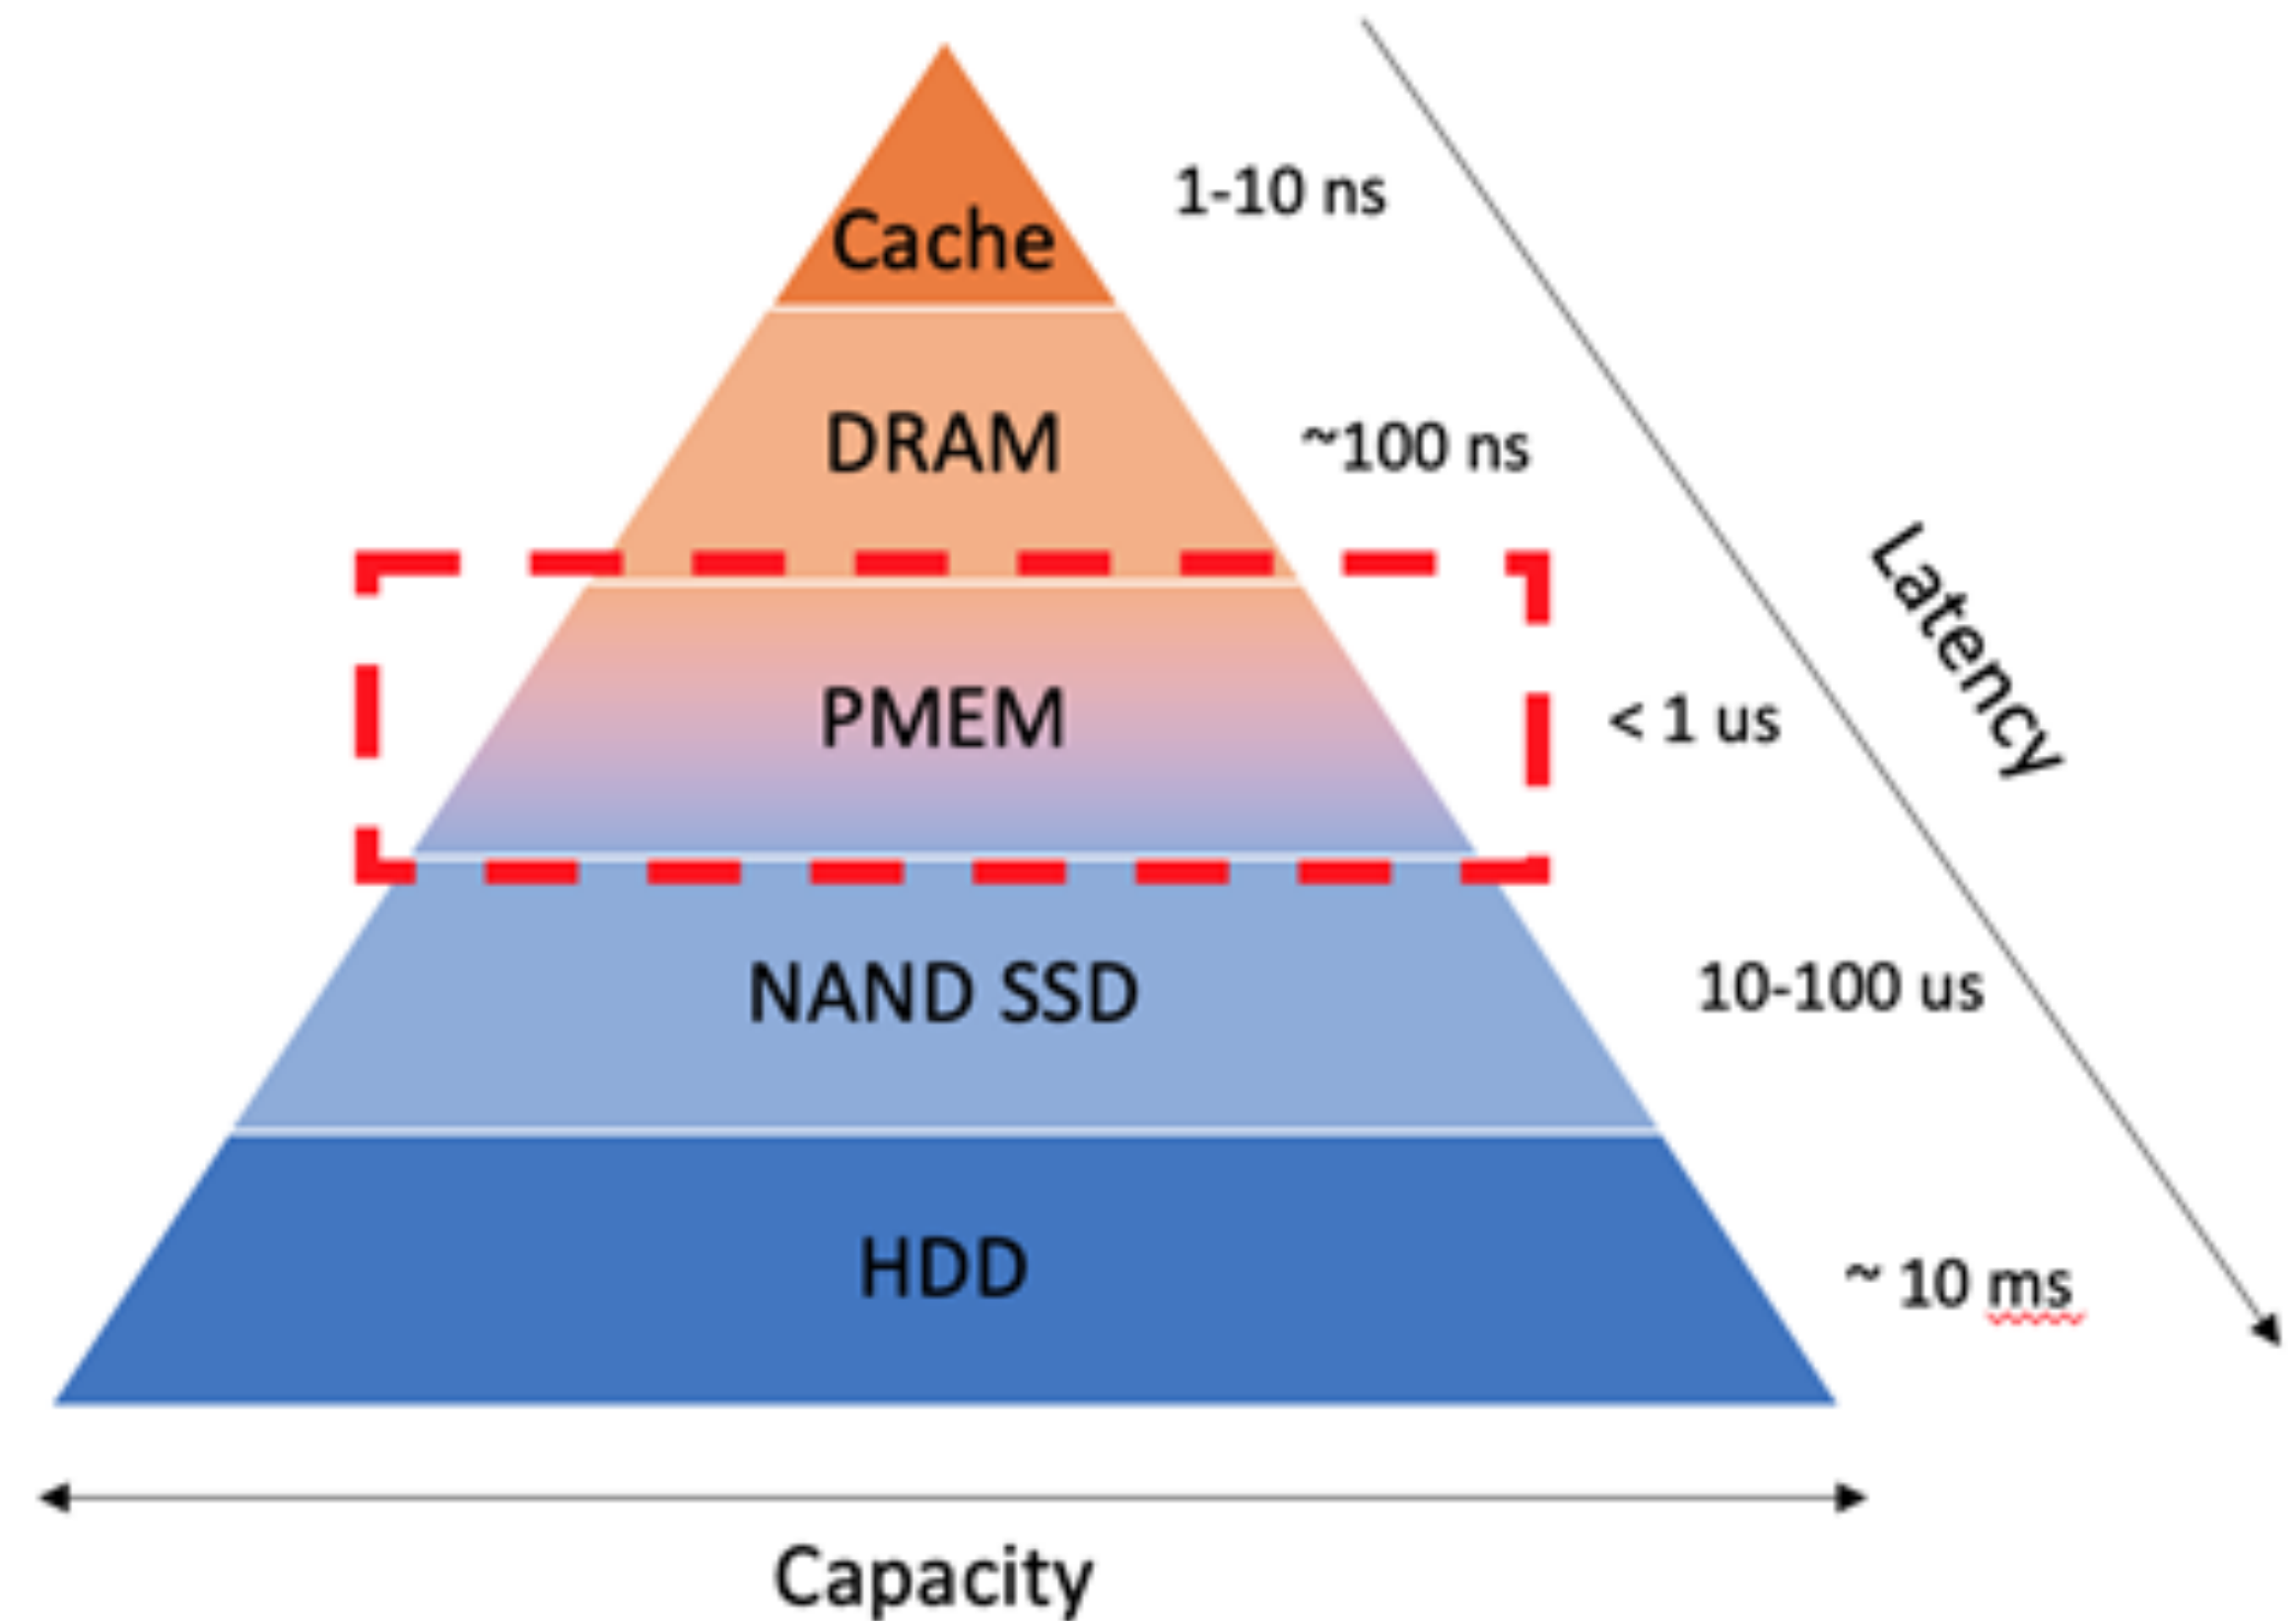 Cache
1-10 ns
DRAM
~100 ns
PMEM
< 1 us
Latency
NAND SSD
10-100 us
HDD
~ 10 ms
Capacity